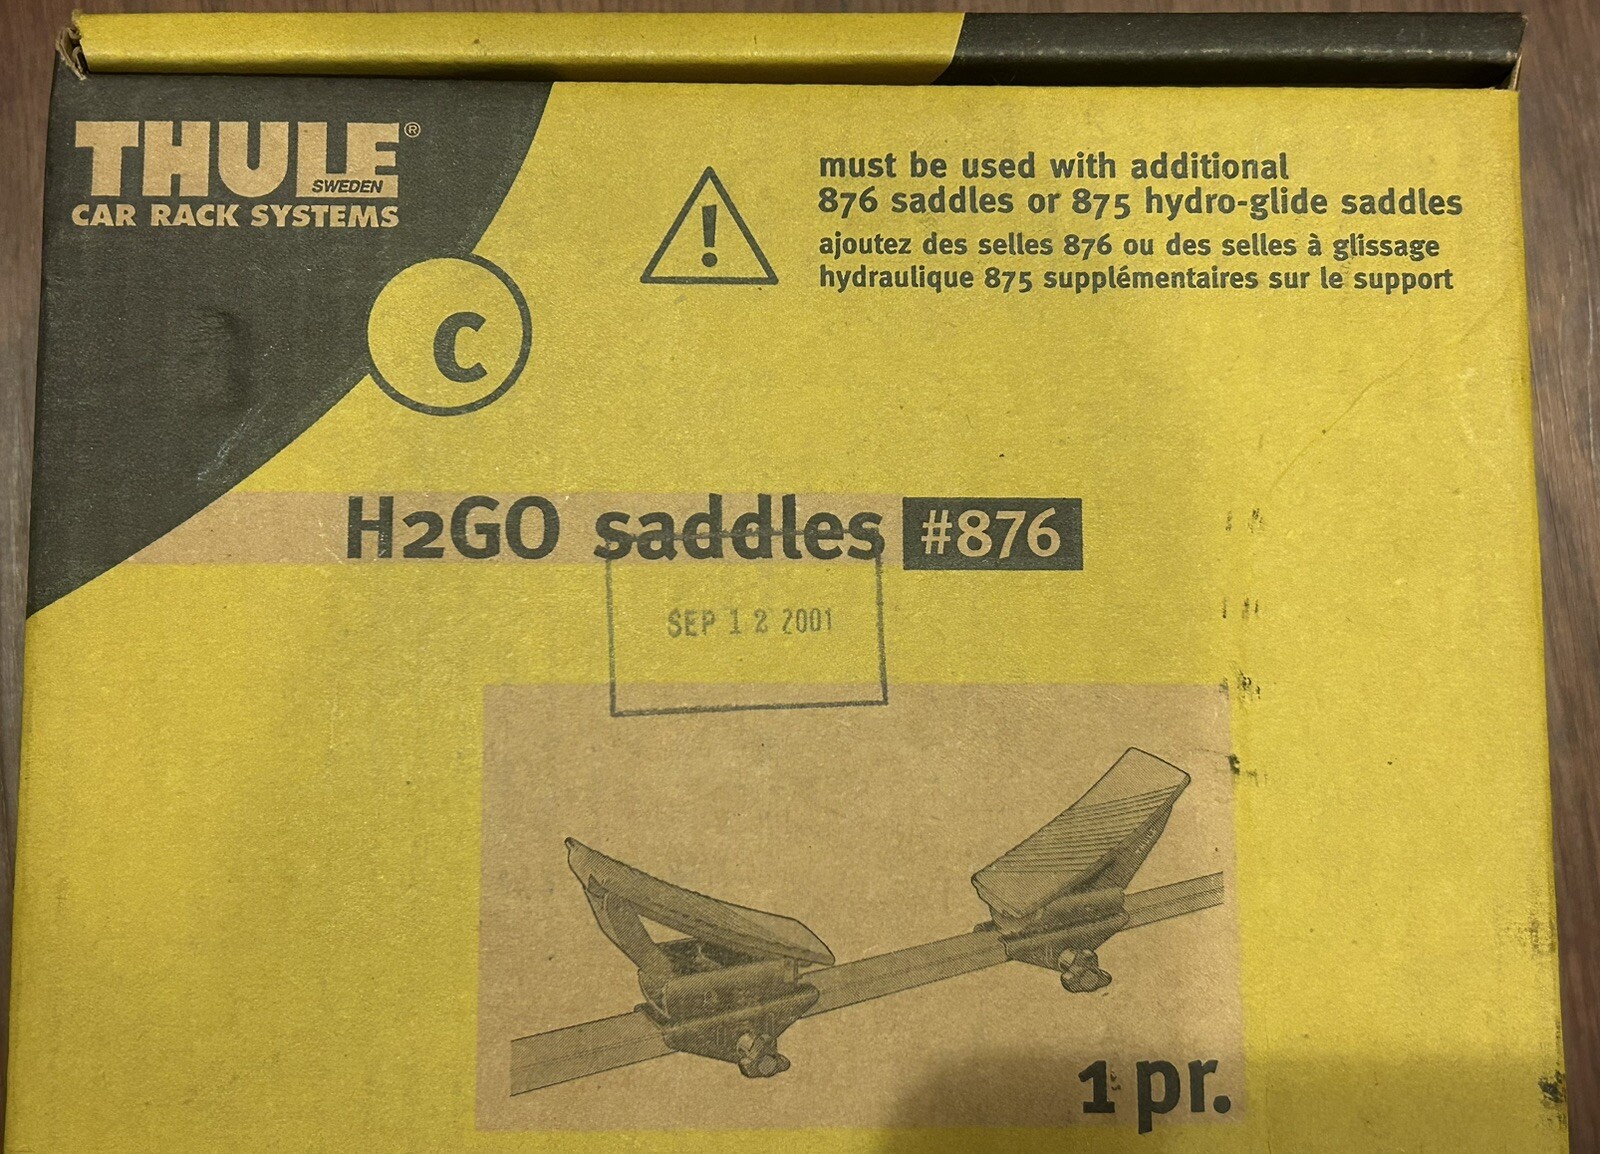 THULE®
SWEDEN
CAR RACK SYSTEMS
C
must be used with additional
876 saddles or 875 hydro-glide saddles
ajoutez des selles 876 ou des selles à glissage
hydraulique 875 supplémentaires sur le support
H2GO saddles #876
SEP 12 2001
1 pr.